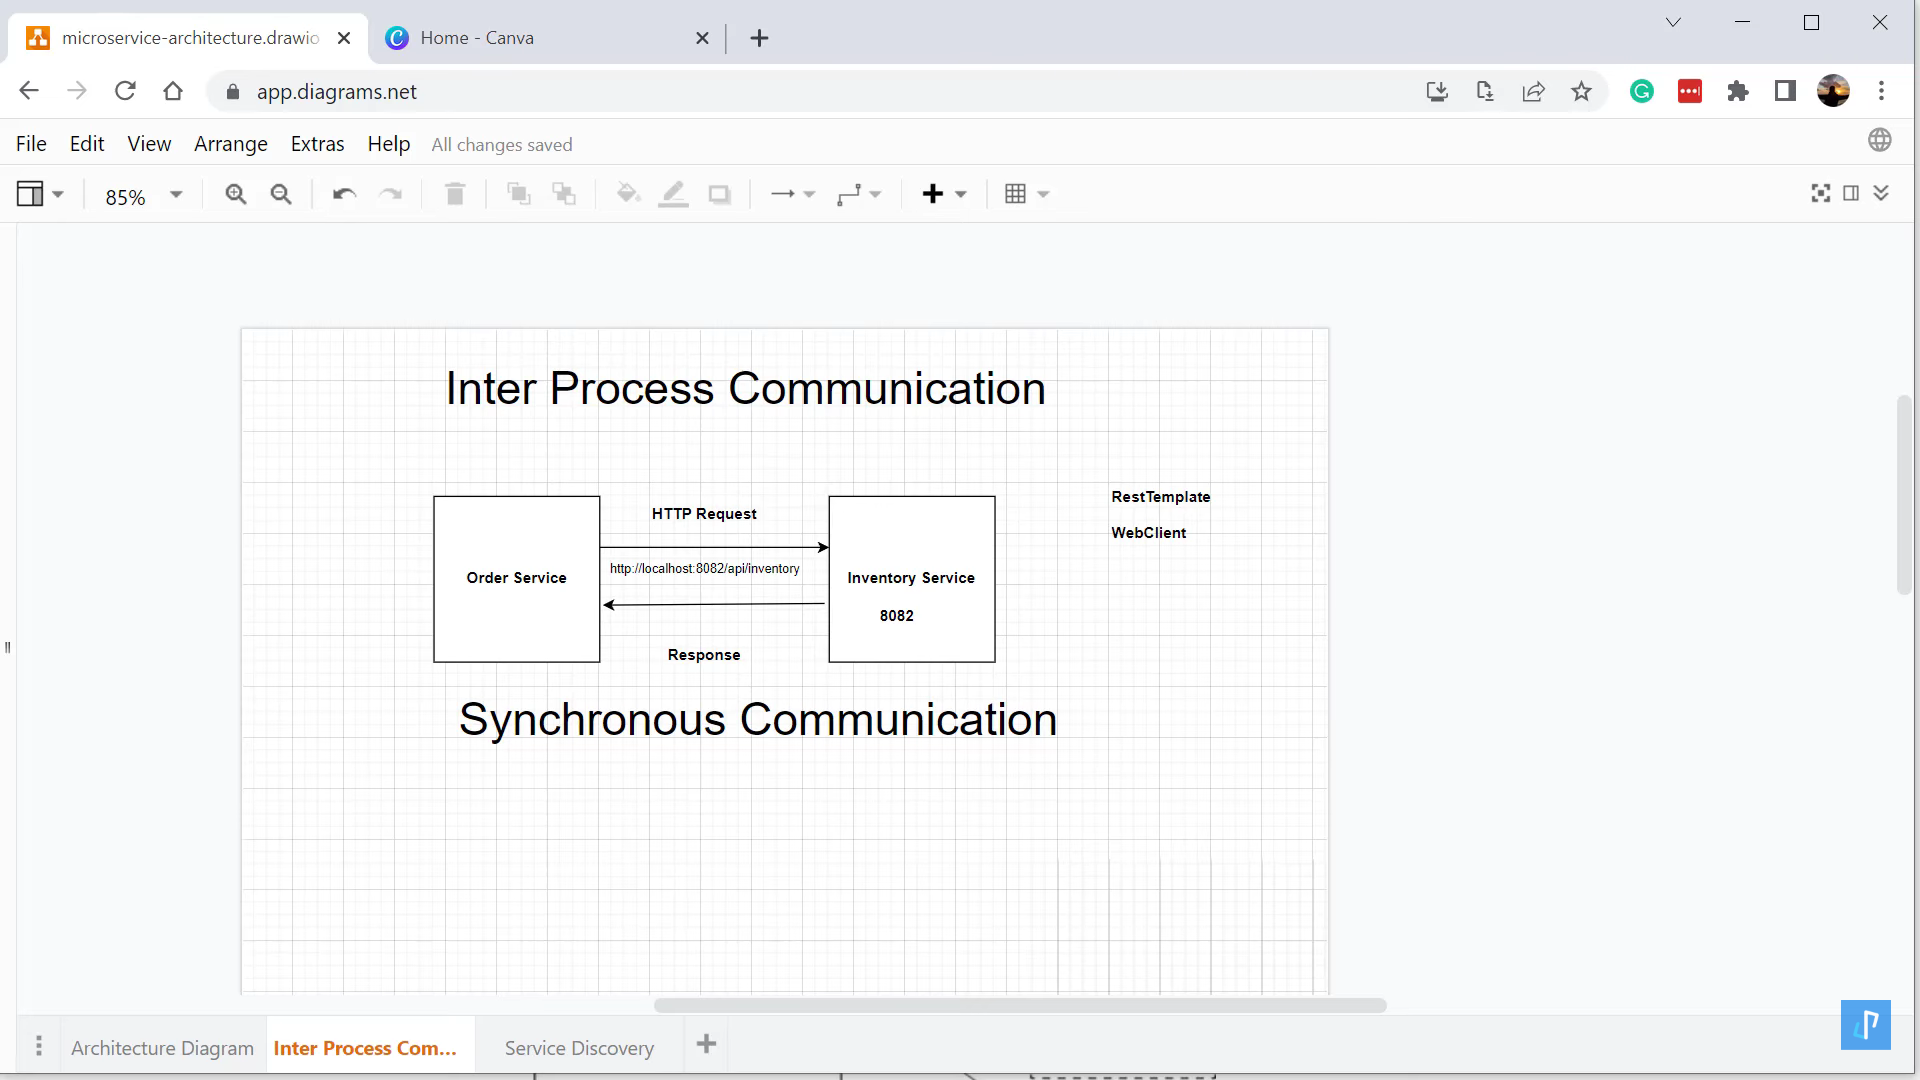 microservice-architecture.drawio
Home - Canva
app.diagrams.net
File Edit View Arrange Extras Help All changes saved
85%
Inter Process Communication
RestTemplate
HTTP Request
WebClient
http://localhost:8082/api/inventory
Order Service
Inventory Service
8082
Response
Synchronous Communication
Architecture Diagram
Inter Process Com...
Service Discovery